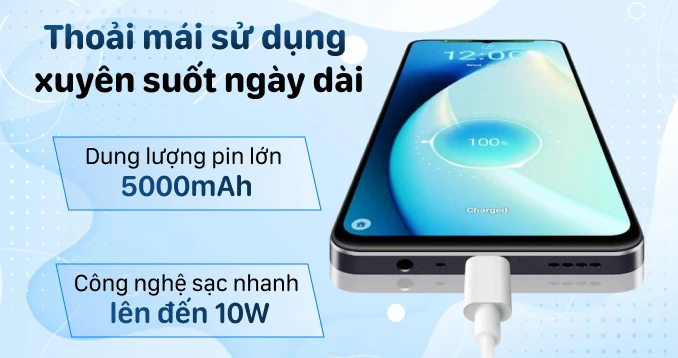 Thoải mái sử dụng
xuyên suốt ngày dài
Dung lượng pin lớn
5000mAh
Công nghệ sạc nhanh
lên đến 10W
12:00
100%
Charged